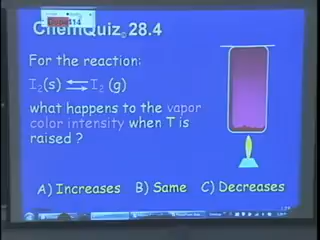 ChemQuiz 28.4
For the reaction:
I₂(s) ⇌ I₂ (g)
what happens to the vapor
color intensity when T is
raised ?
A) Increases B) Same C) Decreases